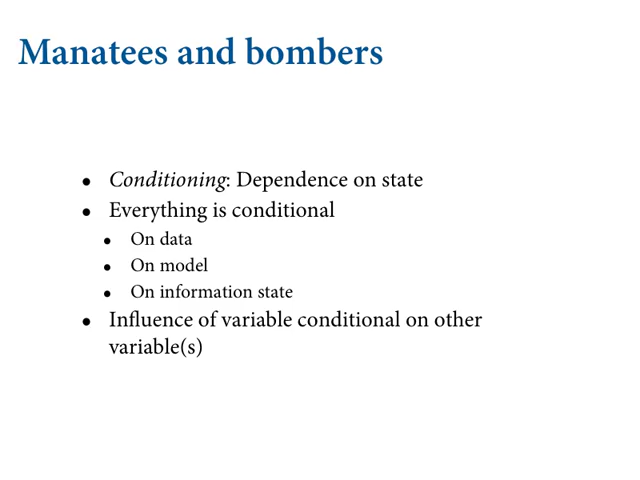 Manatees and bombers
• Conditioning: Dependence on state
• Everything is conditional
• On data
• On model
• On information state
• Influence of variable conditional on other
variable(s)